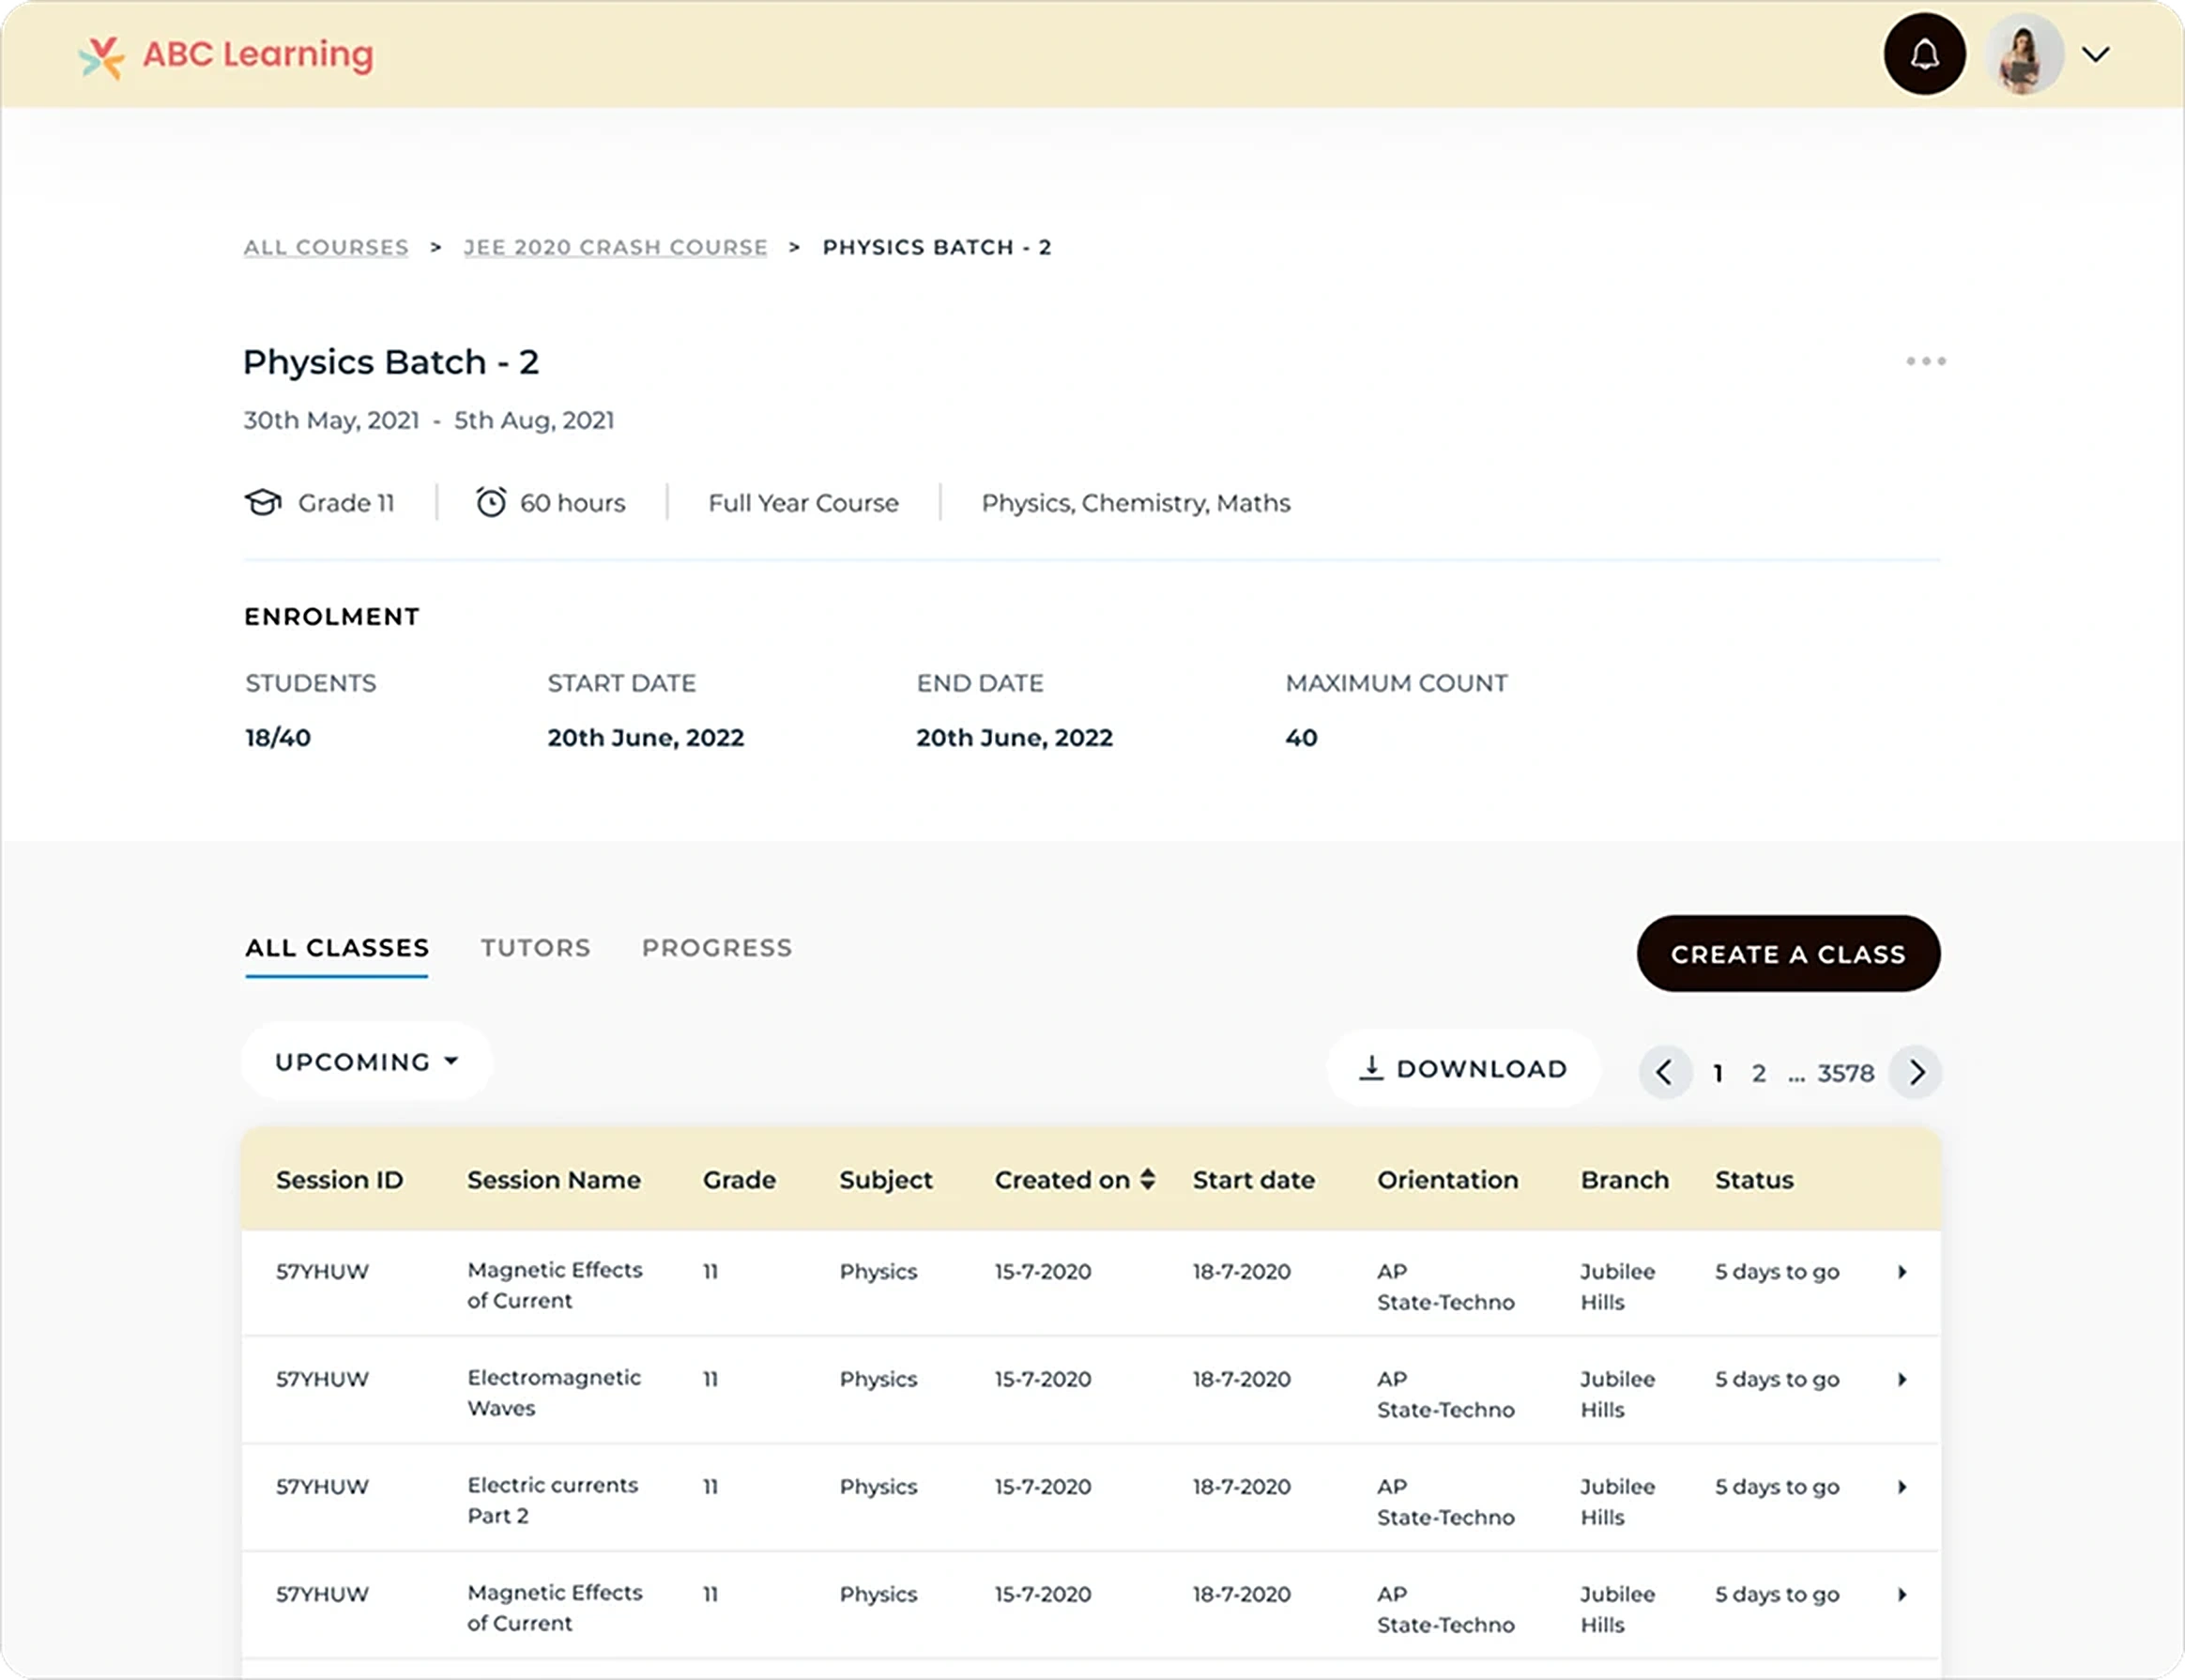 ABC Learning
ALL COURSES > JEE 2020 CRASH COURSE > PHYSICS BATCH - 2
Physics Batch - 2
30th May, 2021 - 5th Aug, 2021
Grade 11 60 hours Full Year Course Physics, Chemistry, Maths
ENROLMENT
STUDENTS START DATE END DATE MAXIMUM COUNT
18/40 20th June, 2022 20th June, 2022 40
ALL CLASSES TUTORS PROGRESS CREATE A CLASS
UPCOMING DOWNLOAD 1 2 ... 3578
Session ID Session Name Grade Subject Created on Start date Orientation Branch Status
57YHUW Magnetic Effects 11 Physics 15-7-2020 18-7-2020 AP Jubilee 5 days to go
of Current State-Techno Hills
57YHUW Electromagnetic 11 Physics 15-7-2020 18-7-2020 AP Jubilee 5 days to go
Waves State-Techno Hills
57YHUW Electric currents 11 Physics 15-7-2020 18-7-2020 AP Jubilee 5 days to go
Part 2 State-Techno Hills
57YHUW Magnetic Effects 11 Physics 15-7-2020 18-7-2020 AP Jubilee 5 days to go
of Current State-Techno Hills